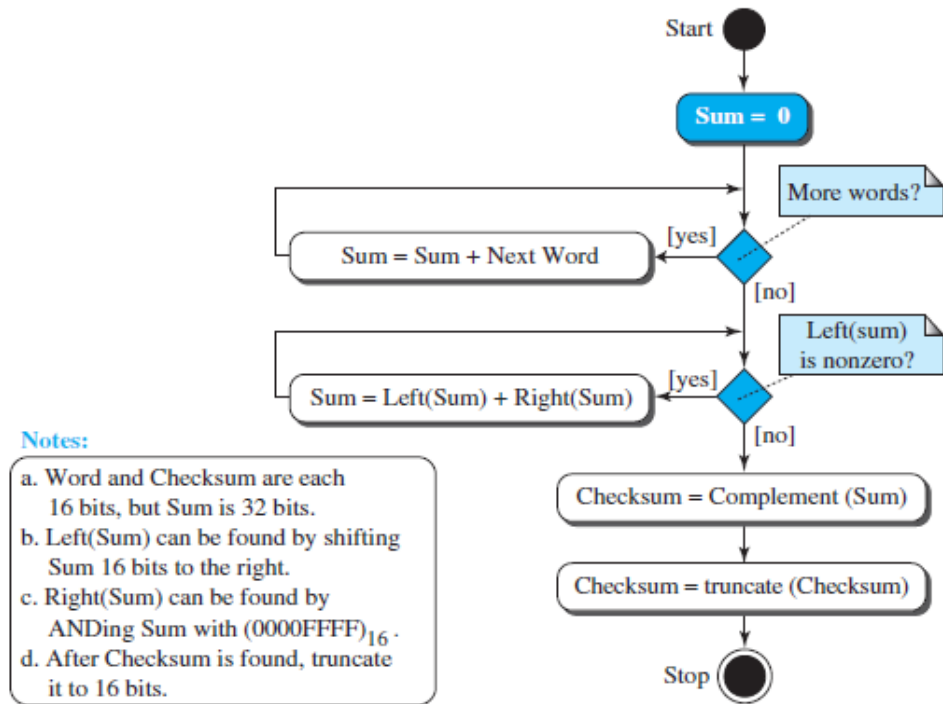 Start
Sum = 0
More words?
[yes]
Sum = Sum + Next Word
[no]
Left(sum)
is nonzero?
[yes]
Sum = Left(Sum) + Right(Sum)
[no]
Notes:
a. Word and Checksum are each
16 bits, but Sum is 32 bits.
b. Left(Sum) can be found by shifting
Sum 16 bits to the right.
c. Right(Sum) can be found by
ANDing Sum with (0000FFFF)16 .
d. After Checksum is found, truncate
it to 16 bits.
Checksum = Complement (Sum)
Checksum = truncate (Checksum)
Stop